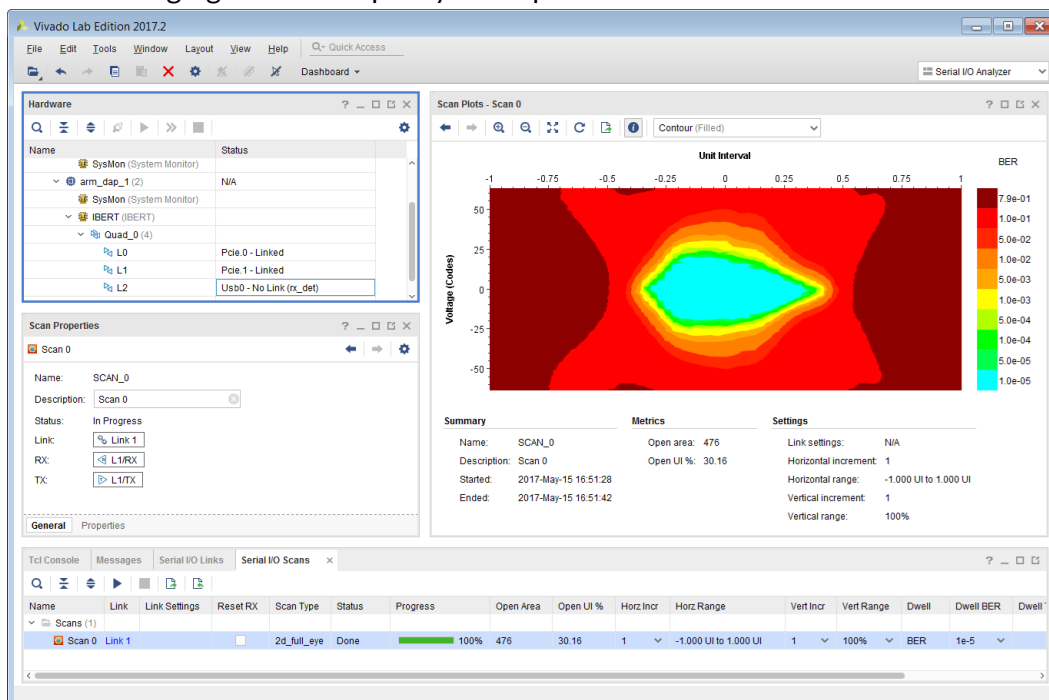 Vivado Lab Edition 2017.2
File Edit Tools Window Layout View Help Quick Access
Dashboard
Serial I/O Analyzer
Hardware
Name Status
SysMon (System Monitor)
arm_dap_1 (2) N/A
SysMon (System Monitor)
IBERT (IBERT)
Quad_0 (4)
L0 Pcie.0 - Linked
L1 Pcie.1 - Linked
L2 Usb0 - No Link (rx_det)
Scan Properties
Scan 0
Name: SCAN_0
Description: Scan 0
Status: In Progress
Link: Link 1
RX: L1/RX
TX: L1/TX
General Properties
Scan Plots - Scan 0
Contour (Filled)
Unit Interval
BER
-1 -0.75 -0.5 -0.25 0 0.25 0.5 0.75 1
Voltage (Codes)
50
25
0
-25
-50
7.9e-01
1.0e-01
5.0e-02
1.0e-02
5.0e-03
1.0e-03
5.0e-04
1.0e-04
5.0e-05
1.0e-05
Summary Metrics Settings
Name: SCAN_0 Open area: 476 Link settings: N/A
Description: Scan 0 Open UI %: 30.16 Horizontal increment: 1
Started: 2017-May-15 16:51:28 Horizontal range: -1.000 UI to 1.000 UI
Ended: 2017-May-15 16:51:42 Vertical increment: 1
Vertical range: 100%
Tcl Console Messages Serial I/O Links Serial I/O Scans
Name Link Link Settings Reset RX Scan Type Status Progress Open Area Open UI % Horz Incr Horz Range Vert Incr Vert Range Dwell Dwell BER Dwell
Scans (1)
Scan 0 Link 1 2d_full_eye Done 100% 476 30.16 1 -1.000 UI to 1.000 UI 1 100% BER 1e-5